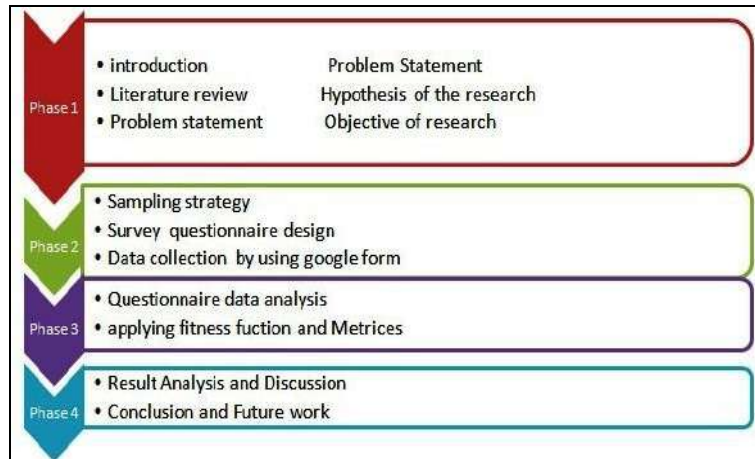 Phase 1
• introduction Problem Statement
• Literature review Hypothesis of the research
• Problem statement Objective of research
Phase 2
• Sampling strategy
• Survey questionnaire design
• Data collection by using google form
Phase 3
• Questionnaire data analysis
• applying fitness fuction and Metrices
Phase 4
• Result Analysis and Discussion
• Conclusion and Future work